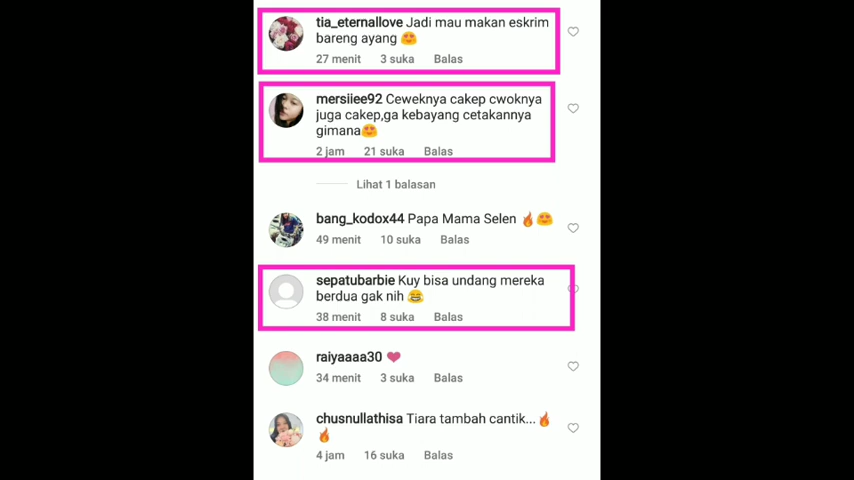 tia_eternallove Jadi mau makan eskrim
bareng ayang 😍
27 menit 3 suka Balas
mersiiee92 Ceweknya cakep cwoknya
juga cakep,ga kebayang cetakannya
gimana😍
2 jam 21 suka Balas
Lihat 1 balasan
bang_kodox44 Papa Mama Selen 🔥😍
49 menit 10 suka Balas
sepatubarbie Kuy bisa undang mereka
berdua gak nih 😂
38 menit 8 suka Balas
raiyaaaa30 ❤
34 menit 3 suka Balas
chusnullathisa Tiara tambah cantik...🔥
🔥
4 jam 16 suka Balas